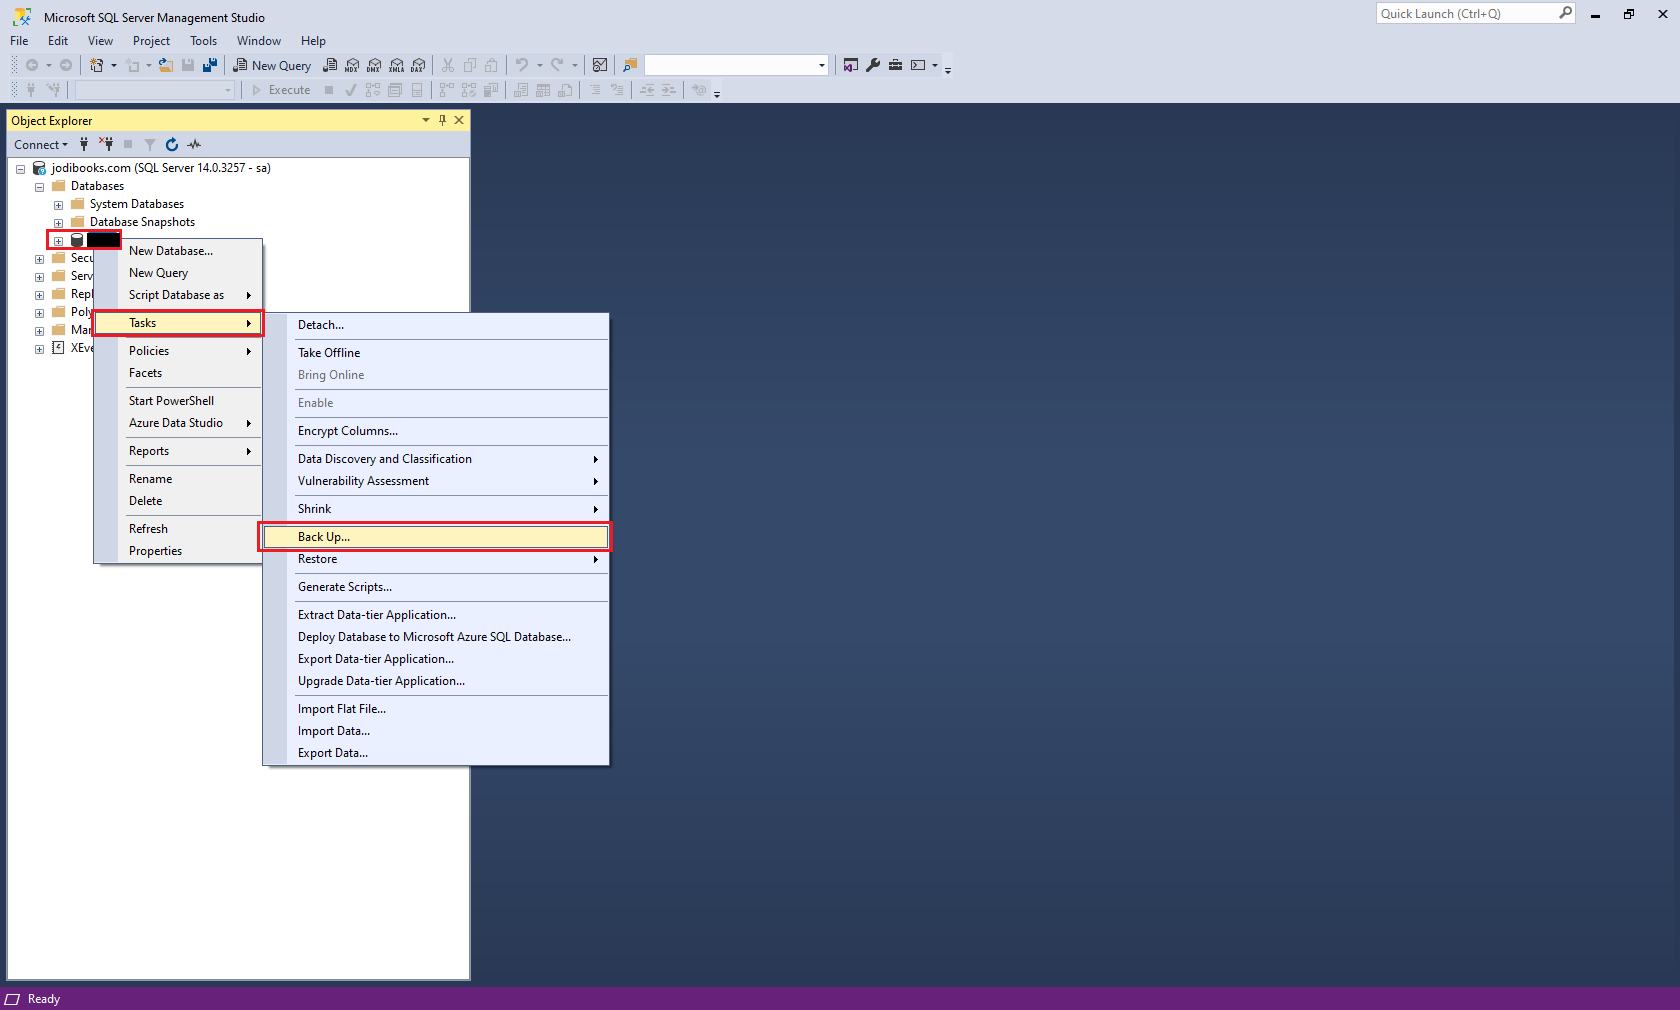 Microsoft SQL Server Management Studio
Quick Launch (Ctrl+Q)
File Edit View Project Tools Window Help
New Query MDX DMX XMLA DAX
Execute
Object Explorer
Connect
jodibooks.com (SQL Server 14.0.3257 - sa)
Databases
System Databases
Database Snapshots
Secu
Serv
Repl
Poly
Mar
XEve
New Database...
New Query
Script Database as
Tasks
Policies
Facets
Start PowerShell
Azure Data Studio
Reports
Rename
Delete
Refresh
Properties
Detach...
Take Offline
Bring Online
Enable
Encrypt Columns...
Data Discovery and Classification
Vulnerability Assessment
Shrink
Back Up...
Restore
Generate Scripts...
Extract Data-tier Application...
Deploy Database to Microsoft Azure SQL Database...
Export Data-tier Application...
Upgrade Data-tier Application...
Import Flat File...
Import Data...
Export Data...
Ready